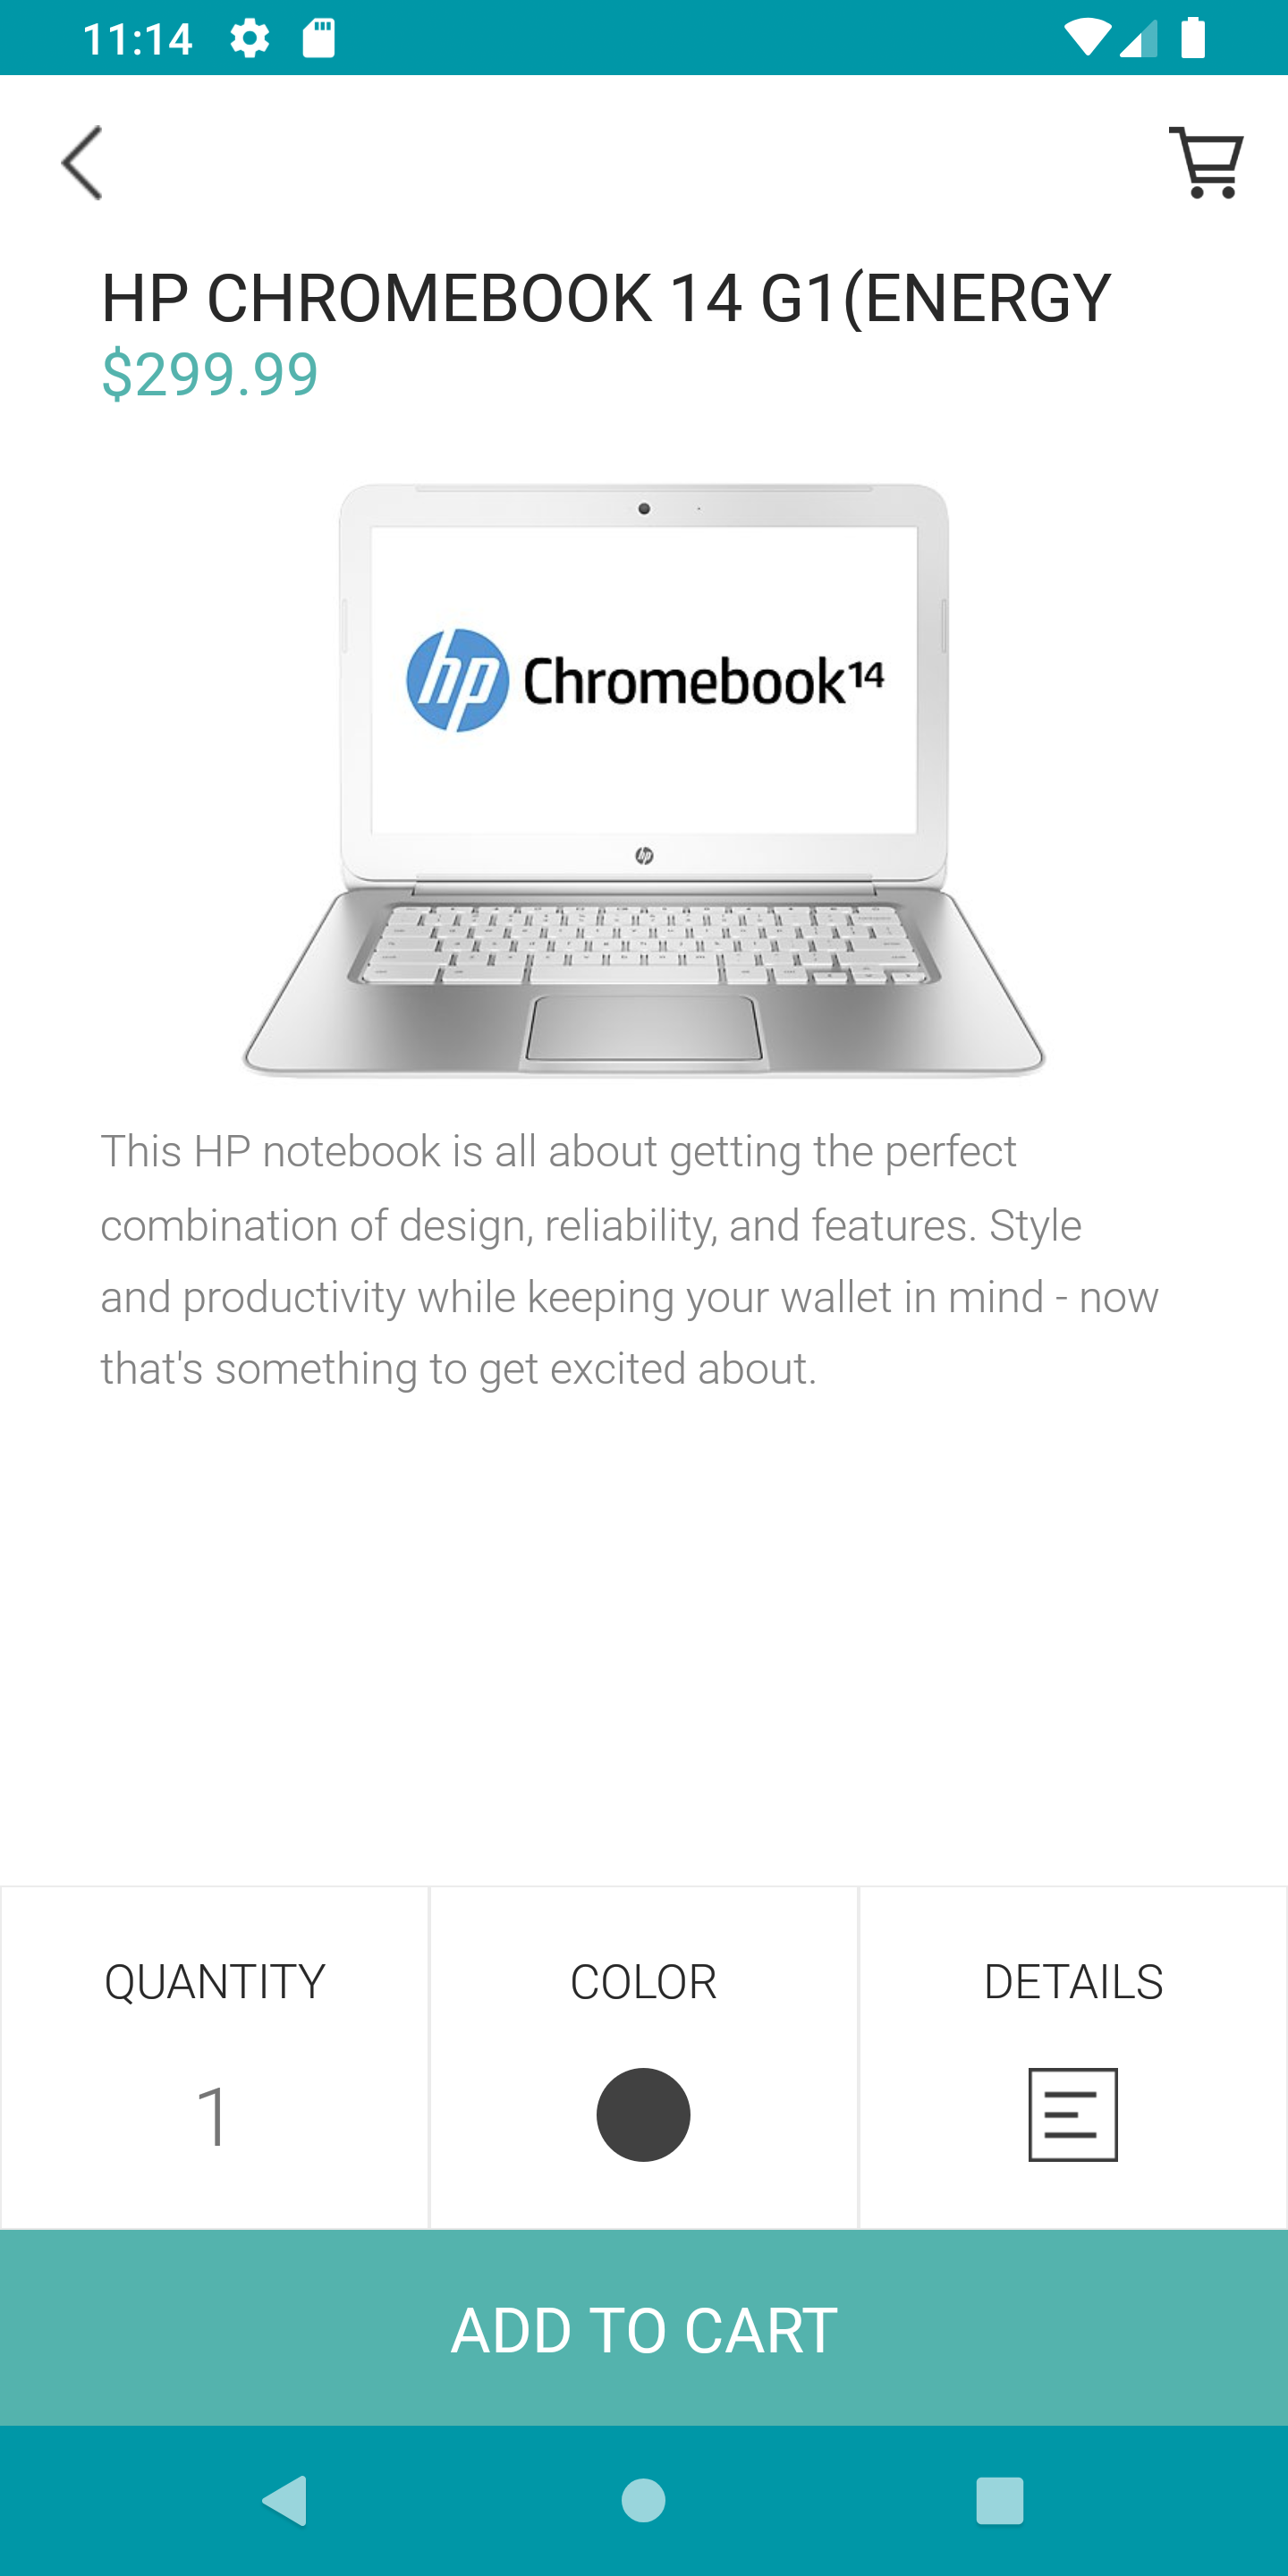 11:14
HP CHROMEBOOK 14 G1(ENERGY
$299.99
hp Chromebook14
hp
This HP notebook is all about getting the perfect
combination of design, reliability, and features. Style
and productivity while keeping your wallet in mind - now
that's something to get excited about.
QUANTITY
COLOR
DETAILS
1
ADD TO CART